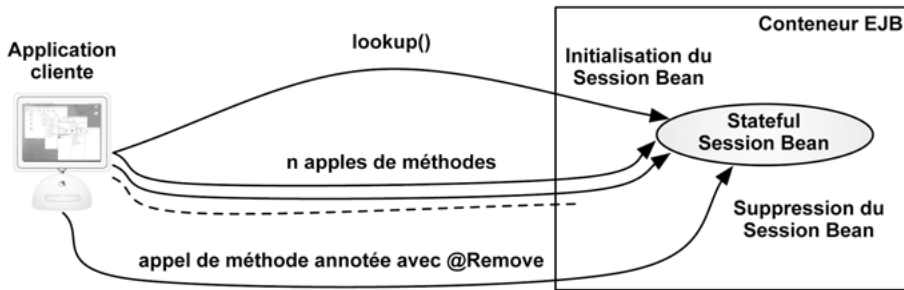 Conteneur EJB
Application
cliente
lookup()
Initialisation du
Session Bean
Stateful
Session Bean
n apples de méthodes
Suppression du
Session Bean
appel de méthode annotée avec @Remove